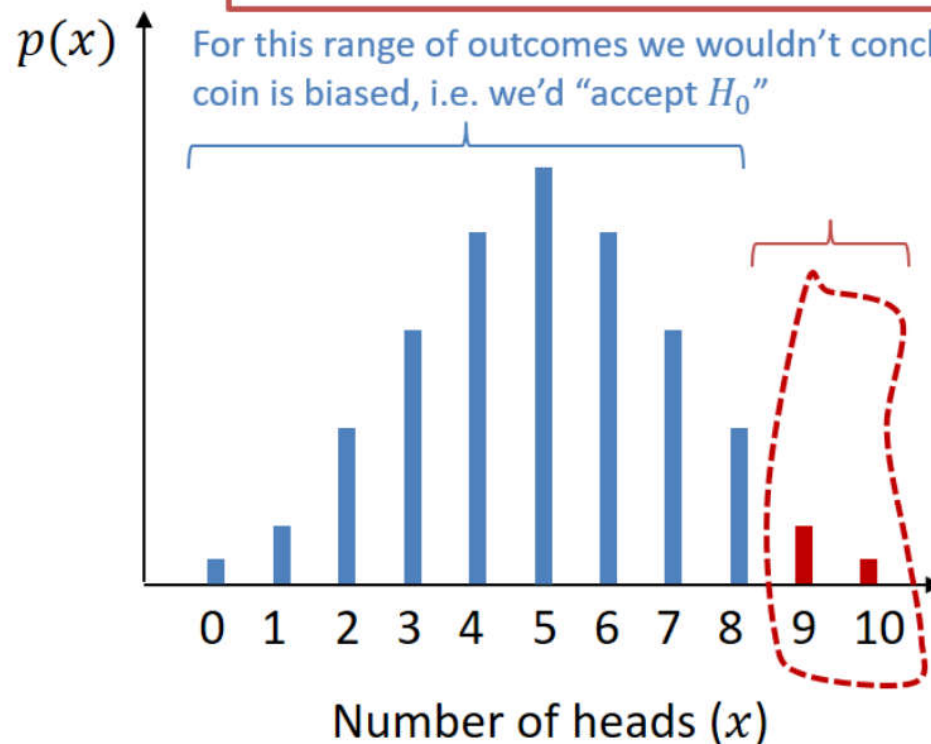 p(x)
For this range of outcomes we wouldn't concl
coin is biased, i.e. we'd "accept H₀"
0 1 2 3 4 5 6 7 8 9 10
Number of heads (x)